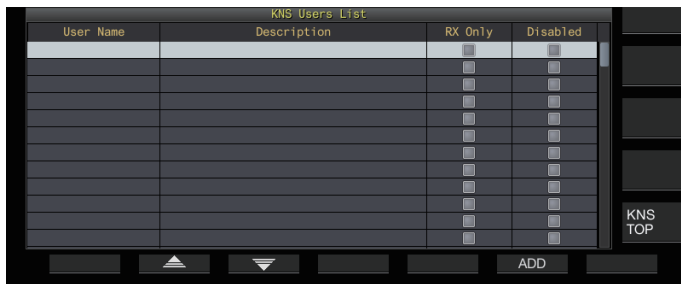 KNS Users List
User Name Description RX Only Disabled
KNS
TOP
ADD